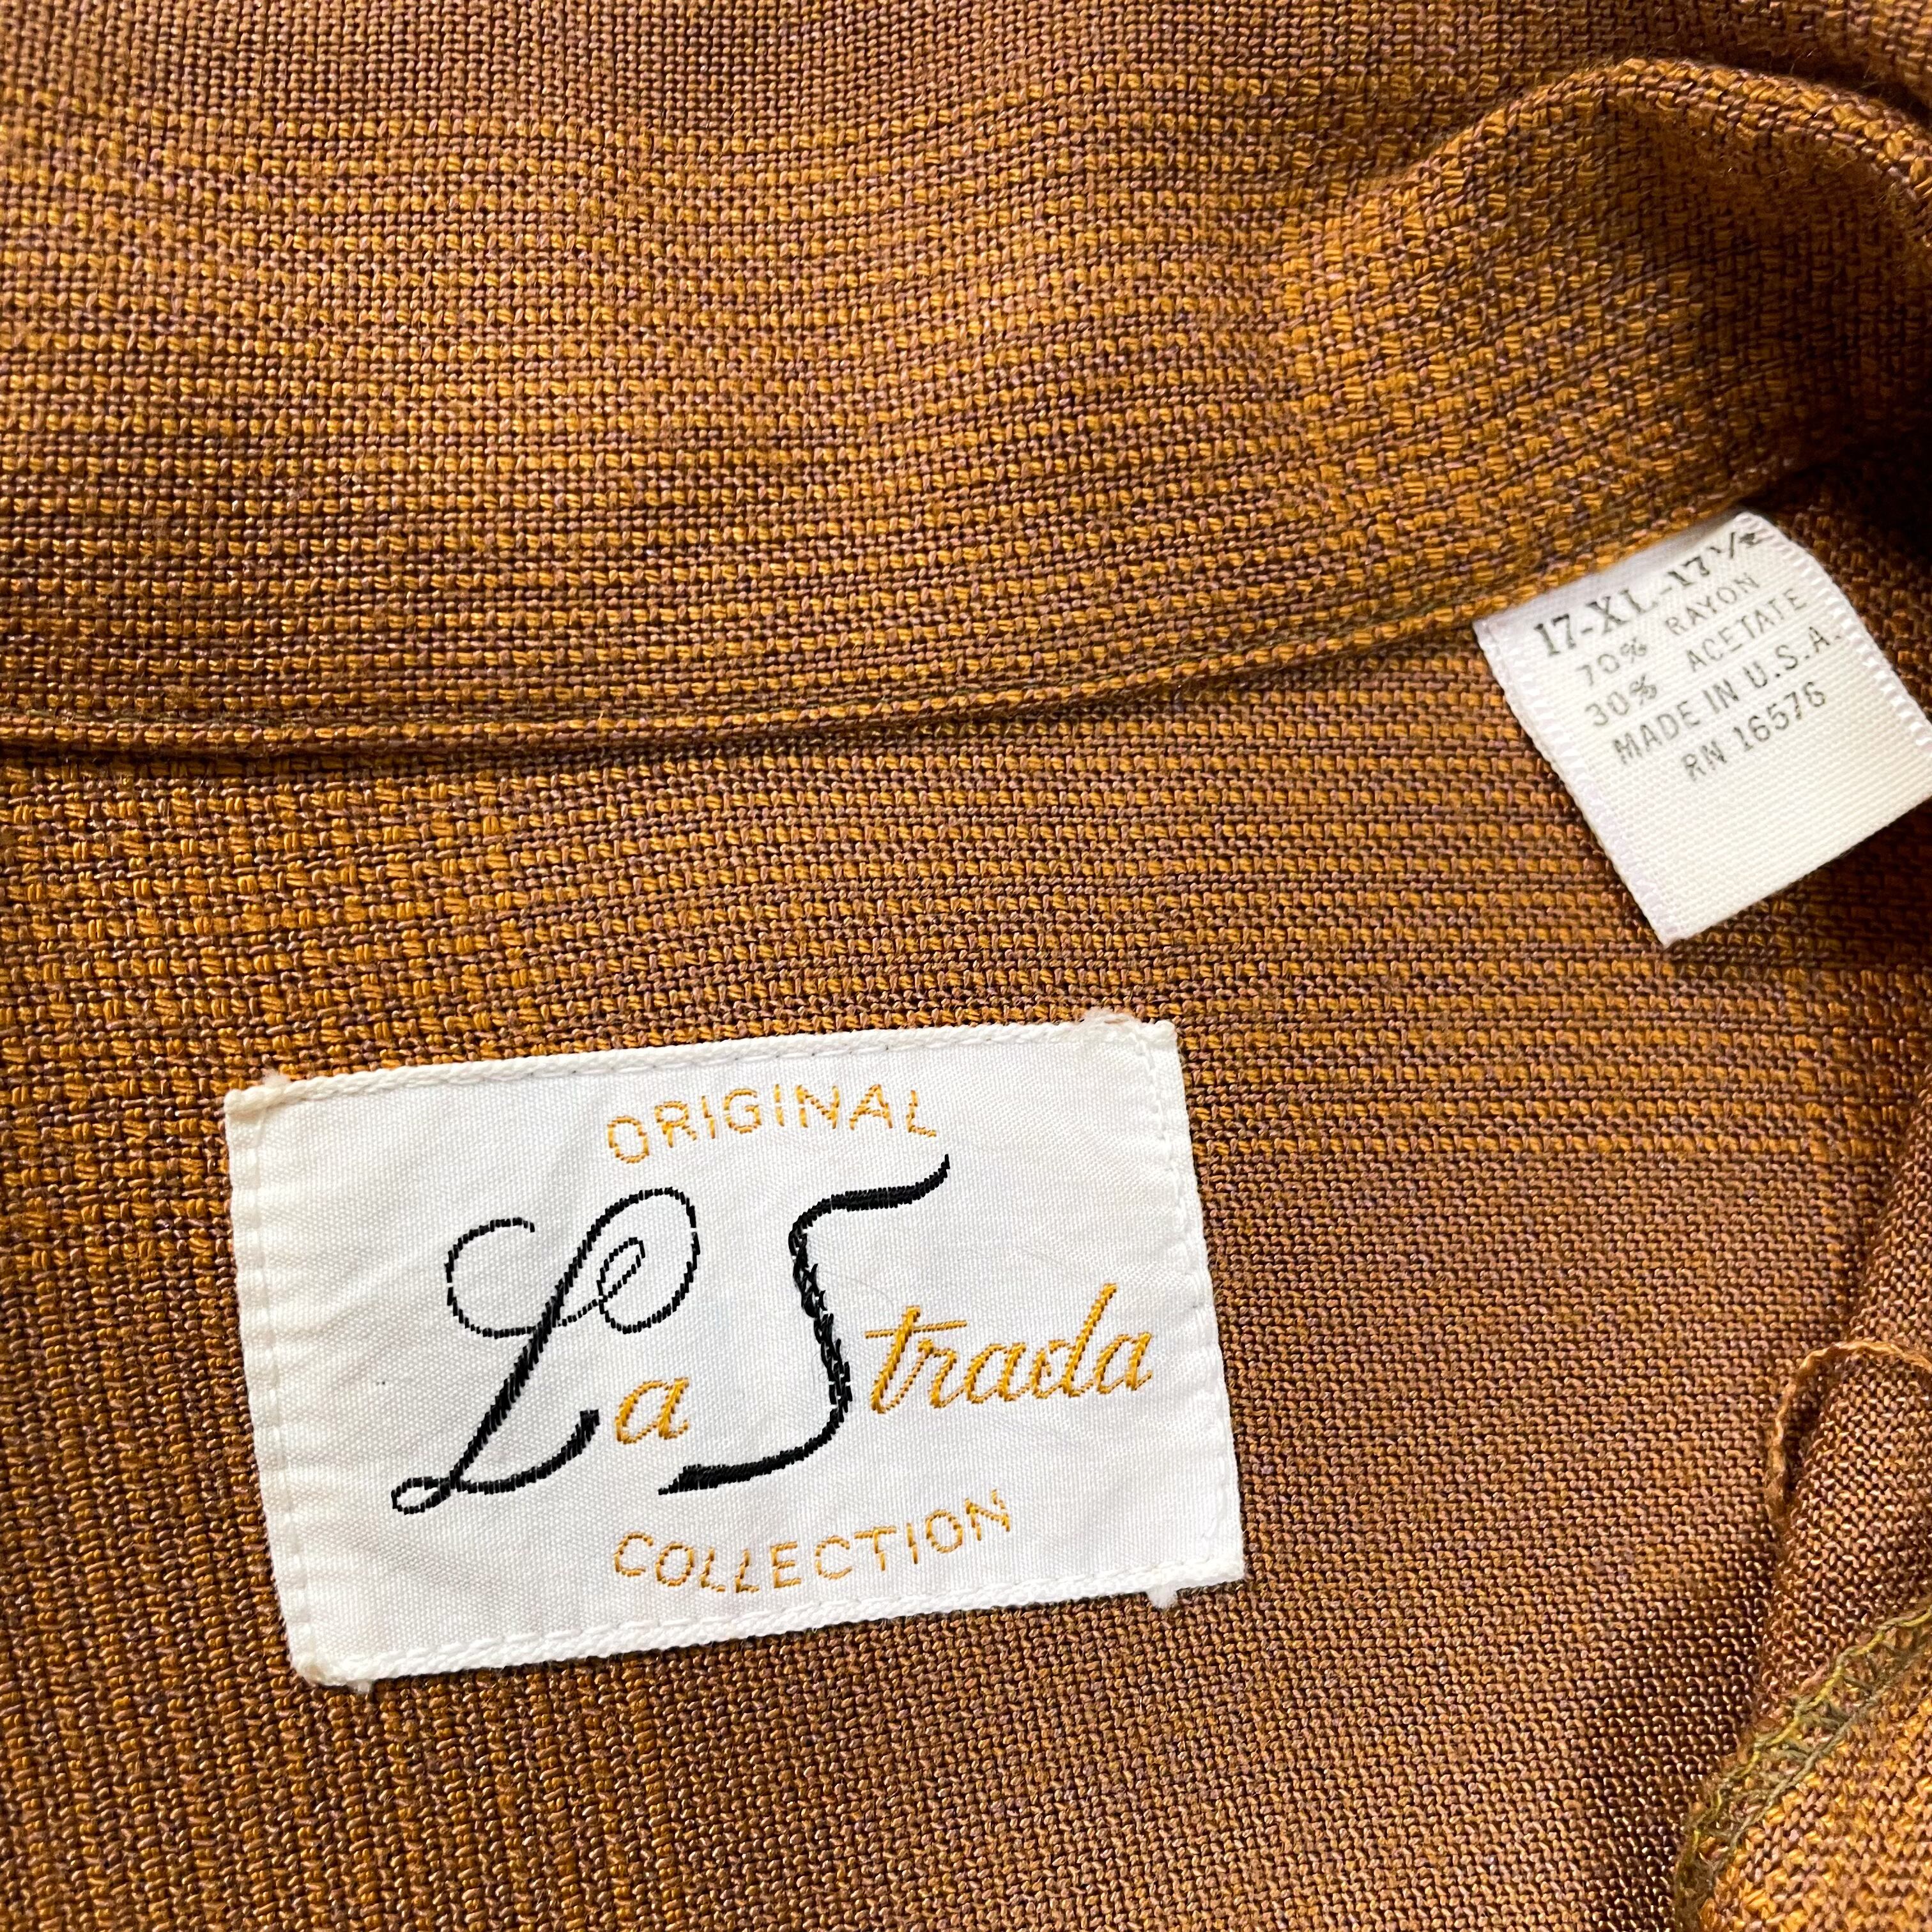 17-XL-17½
70% RAYON
30% ACETATE
MADE IN U.S.A.
RN 16576
ORIGINAL
La Strada
COLLECTION